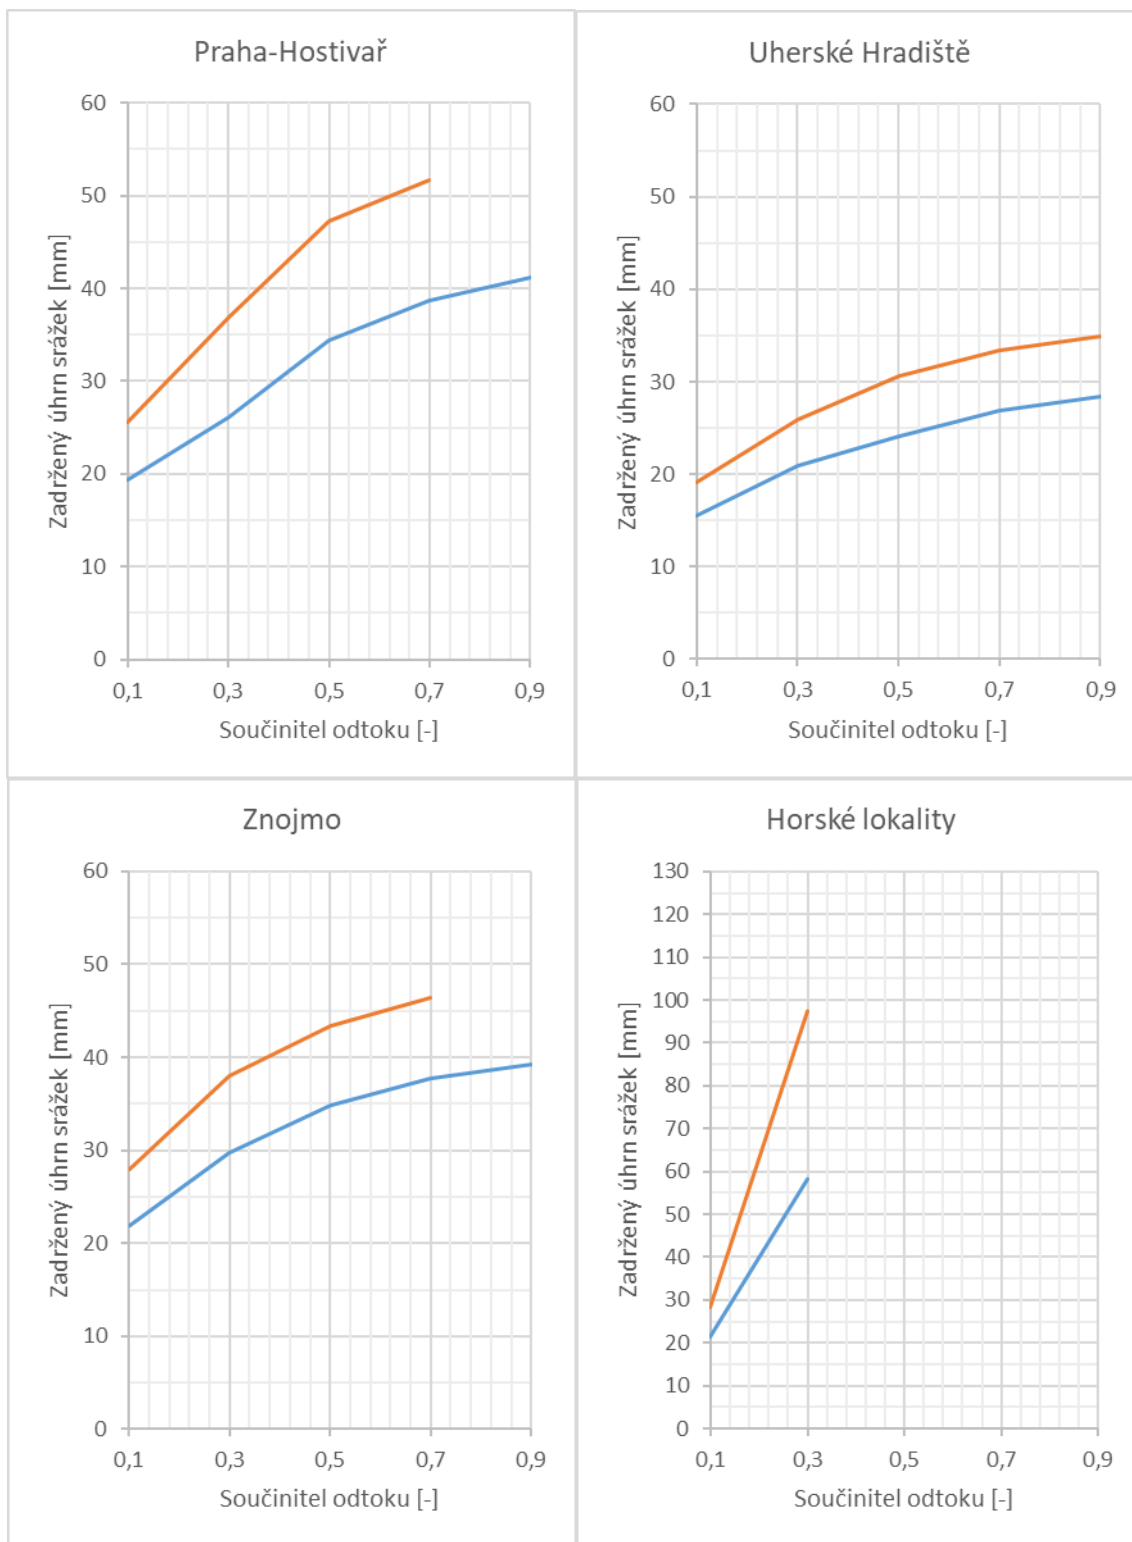 Praha-Hostivař
60
50
40
30
20
10
0
Zadržený úhrn srážek [mm]
0,1 0,3 0,5 0,7 0,9
Součinitel odtoku [-]
Uherské Hradiště
60
50
40
30
20
10
0
Zadržený úhrn srážek [mm]
0,1 0,3 0,5 0,7 0,9
Součinitel odtoku [-]
Znojmo
60
50
40
30
20
10
0
Zadržený úhrn srážek [mm]
0,1 0,3 0,5 0,7 0,9
Součinitel odtoku [-]
Horské lokality
130
120
110
100
90
80
70
60
50
40
30
20
10
0
Zadržený úhrn srážek [mm]
0,1 0,3 0,5 0,7 0,9
Součinitel odtoku [-]